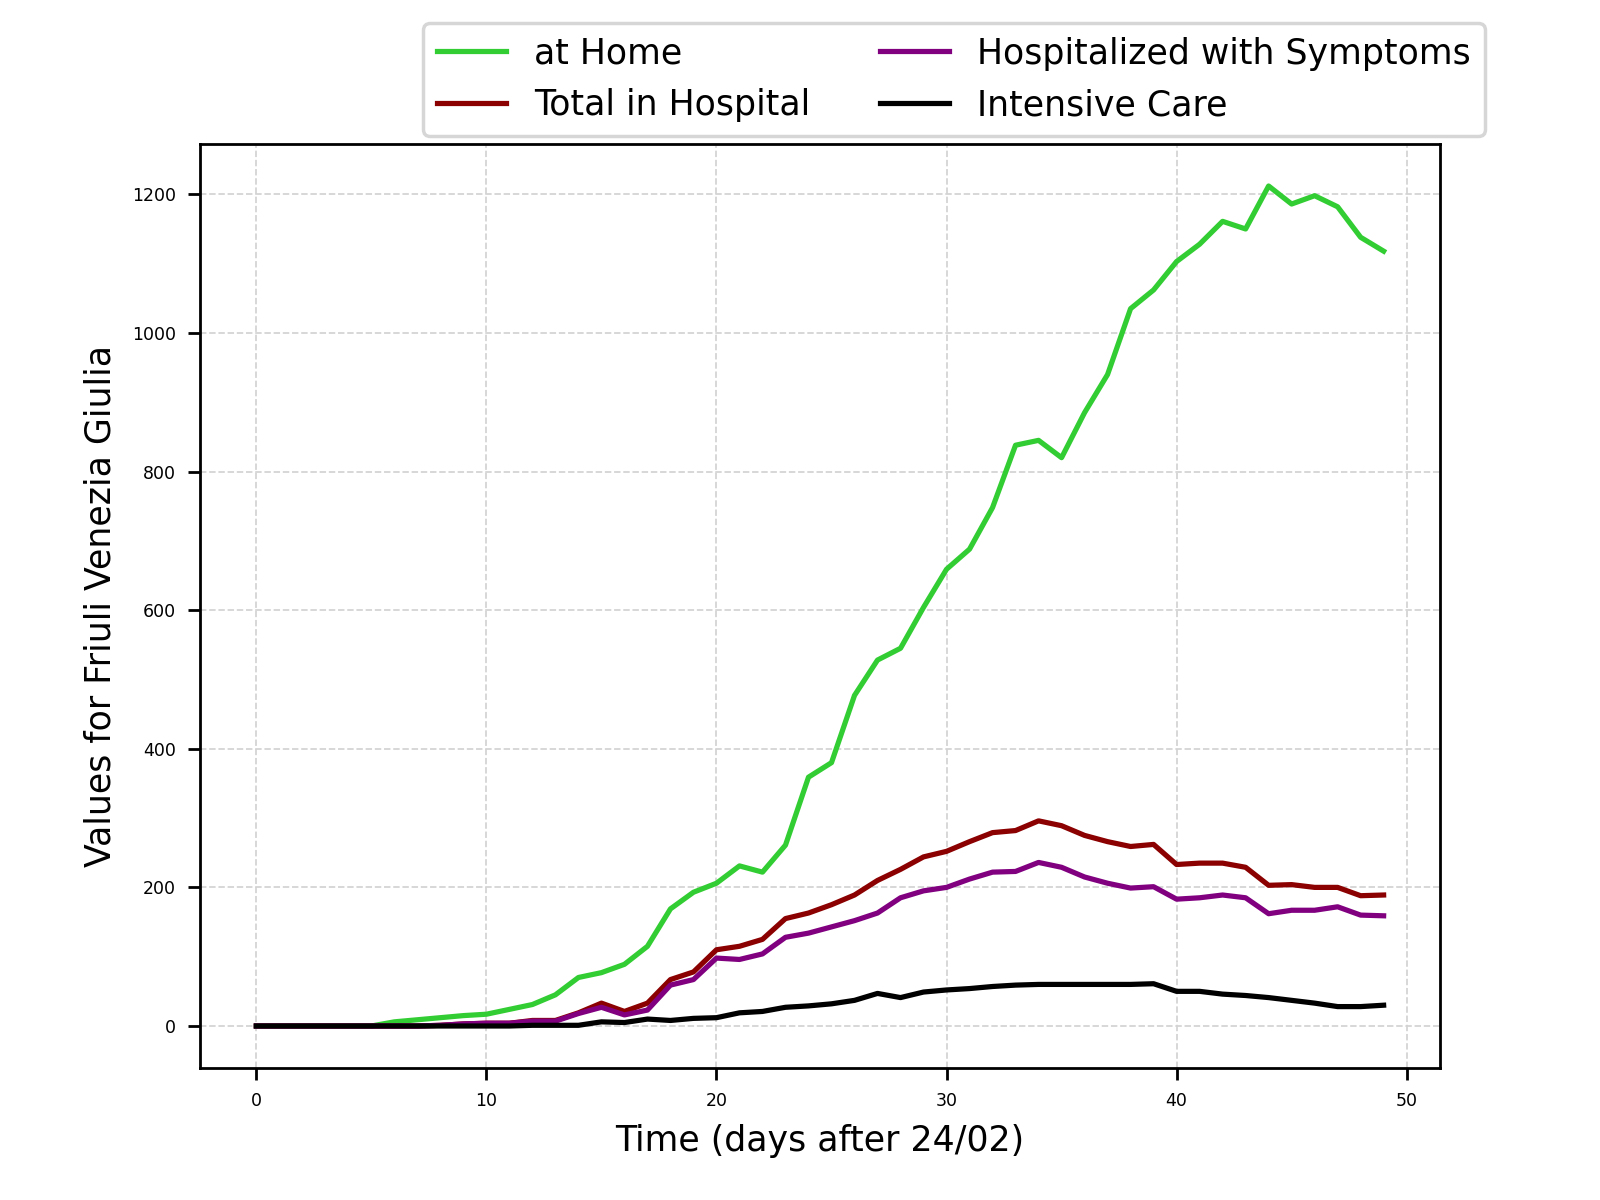 at Home
Total in Hospital
Hospitalized with Symptoms
Intensive Care
Values for Friuli Venezia Giulia
1200
1000
800
600
400
200
0
0 10 20 30 40 50
Time (days after 24/02)